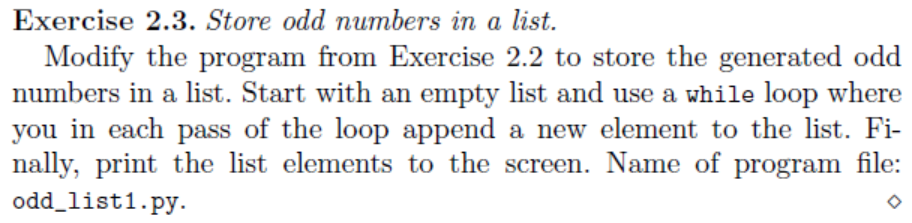 Exercise 2.3. Store odd numbers in a list.
Modify the program from Exercise 2.2 to store the generated odd
numbers in a list. Start with an empty list and use a while loop where
you in each pass of the loop append a new element to the list. Fi-
nally, print the list elements to the screen. Name of program file:
odd_list1.py. ⋄